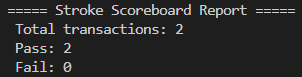 ===== Stroke Scoreboard Report =====
Total transactions: 2
Pass: 2
Fail: 0